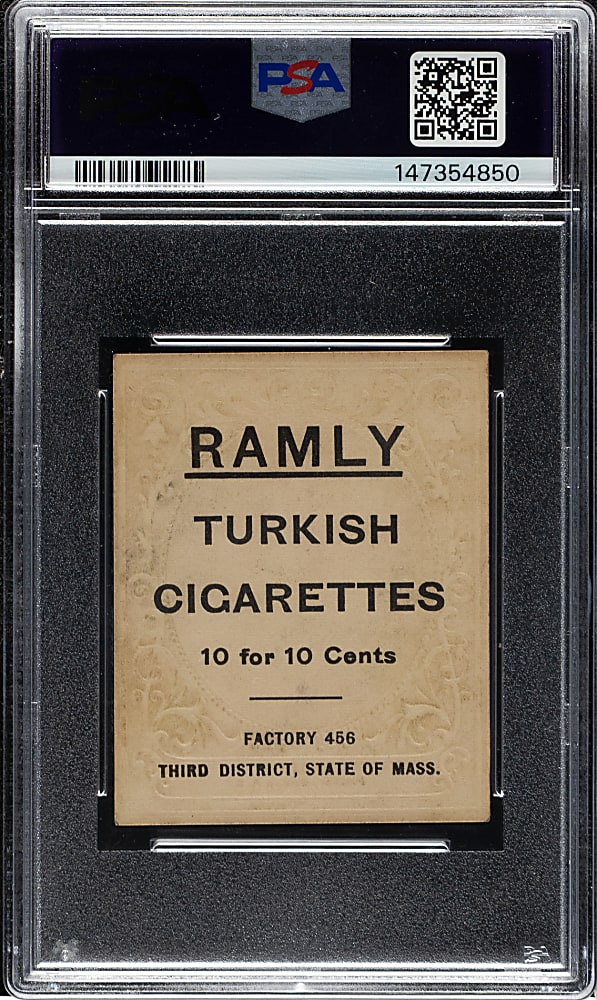 PSA
147354850
RAMLY
TURKISH
CIGARETTES
10 for 10 Cents
FACTORY 456
THIRD DISTRICT, STATE OF MASS.